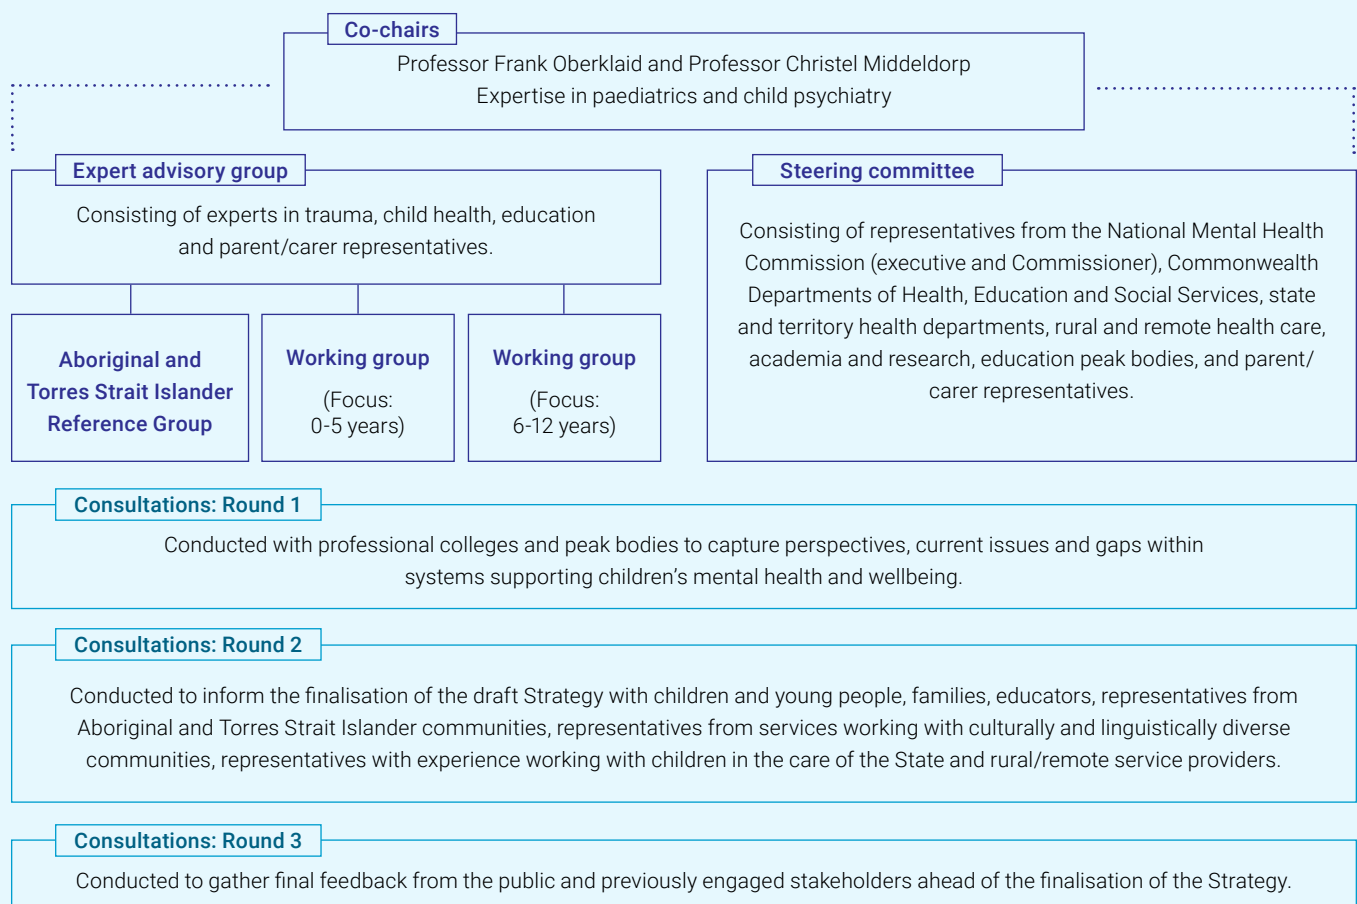 Co-chairs
Professor Frank Oberklaid and Professor Christel Middeldorp
Expertise in paediatrics and child psychiatry
Expert advisory group
Consisting of experts in trauma, child health, education
and parent/carer representatives.
Aboriginal and
Torres Strait Islander
Reference Group
Working group
(Focus:
0-5 years)
Working group
(Focus:
6-12 years)
Steering committee
Consisting of representatives from the National Mental Health
Commission (executive and Commissioner), Commonwealth
Departments of Health, Education and Social Services, state
and territory health departments, rural and remote health care,
academia and research, education peak bodies, and parent/
carer representatives.
Consultations: Round 1
Conducted with professional colleges and peak bodies to capture perspectives, current issues and gaps within
systems supporting children’s mental health and wellbeing.
Consultations: Round 2
Conducted to inform the finalisation of the draft Strategy with children and young people, families, educators, representatives from
Aboriginal and Torres Strait Islander communities, representatives from services working with culturally and linguistically diverse
communities, representatives with experience working with children in the care of the State and rural/remote service providers.
Consultations: Round 3
Conducted to gather final feedback from the public and previously engaged stakeholders ahead of the finalisation of the Strategy.